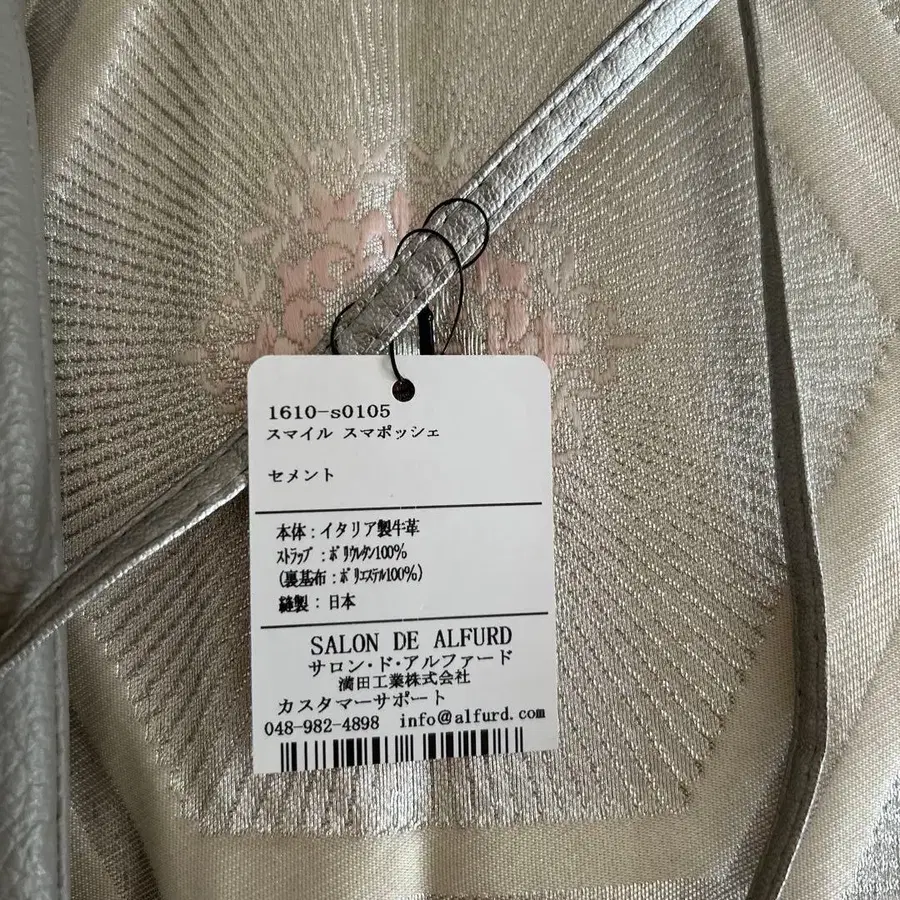 1610-s0105
スマイル スマポッシェ
セメント
本体：イタリア製牛革
ｽﾄﾗｯﾌﾟ：ﾎﾟﾘｳﾚﾀﾝ100%
(裏基布：ﾎﾟﾘｴｽﾃﾙ100%)
縫製：日本
SALON DE ALFURD
サロン・ド・アルファード
満田工業株式会社
カスタマーサポート
048-982-4898 info@alfurd.com